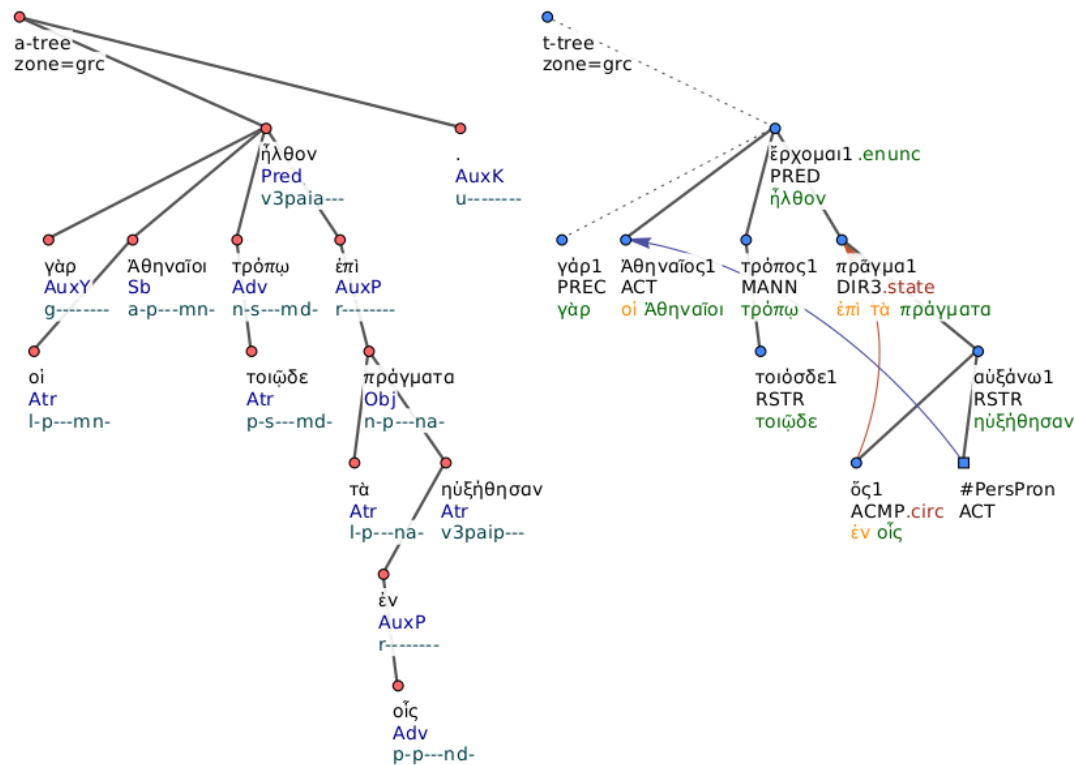 a-tree
zone=grc
ἦλθον
Pred
v3paia---
.
AuxK
u--------
γὰρ
AuxY
g--------
Ἀθηναῖοι
Sb
a-p---mn-
τρόπῳ
Adv
n-s---md-
ἐπὶ
AuxP
r--------
οἱ
Atr
l-p---mn-
τοιῷδε
Atr
p-s---md-
πράγματα
Obj
n-p---na-
τὰ
Atr
l-p---na-
ηὐξήθησαν
Atr
v3paip---
ἐν
AuxP
r--------
οἷς
Adv
p-p---nd-
t-tree
zone=grc
ἔρχομαι1 .enunc
PRED
ἦλθον
γάρ1
PREC
γὰρ
Ἀθηναῖος1
ACT
οἱ Ἀθηναῖοι
τρόπος1
MANN
τρόπῳ
πρᾶγμα1
DIR3.state
ἐπὶ τὰ πράγματα
τοιόσδε1
RSTR
τοιῷδε
αὐξάνω1
RSTR
ηὐξήθησαν
ὅς1
ACMP.circ
ἐν οἷς
#PersPron
ACT